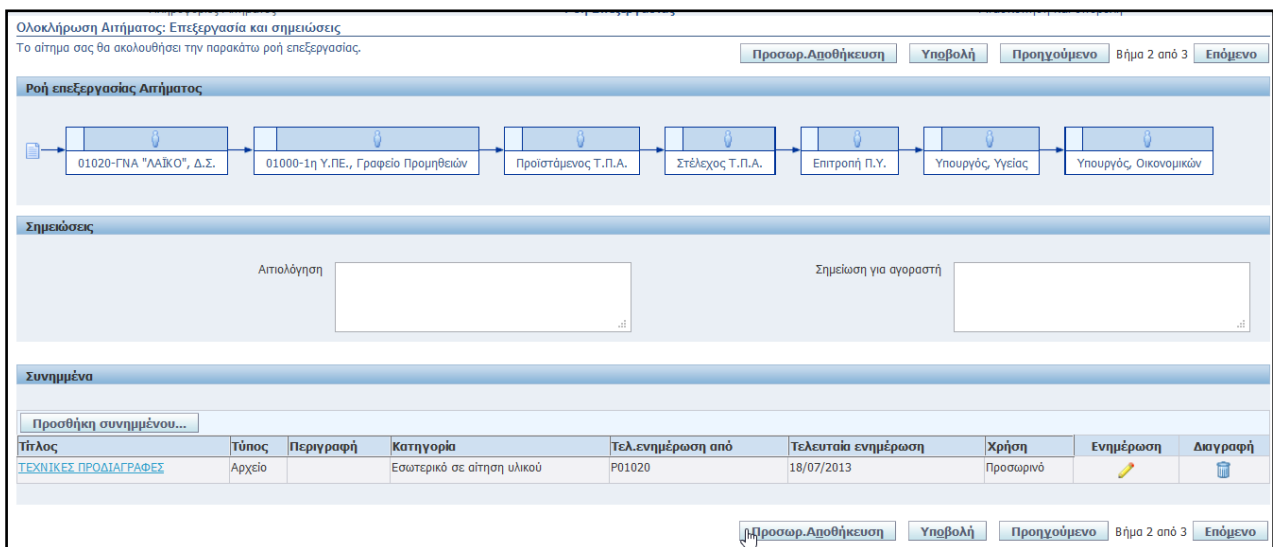 Ολοκλήρωση Αιτήματος: Επεξεργασία και σημειώσεις
Το αίτημα σας θα ακολουθήσει την παρακάτω ροή επεξεργασίας.
Προσωρ.Αποθήκευση Υποβολή Προηγούμενο Βήμα 2 από 3 Επόμενο
Ροή επεξεργασίας Αιτήματος
01020-ΓΝΑ "ΛΑΪΚΟ", Δ.Σ. 01000-1η Υ.ΠΕ., Γραφείο Προμηθειών Προϊστάμενος Τ.Π.Α. Στέλεχος Τ.Π.Α. Επιτροπή Π.Υ. Υπουργός, Υγείας Υπουργός, Οικονομικών
Σημειώσεις
Αιτιολόγηση Σημείωση για αγοραστή
Συνημμένα
Προσθήκη συνημμένου...
Τίτλος Τύπος Περιγραφή Κατηγορία Τελ.ενημέρωση από Τελευταία ενημέρωση Χρήση Ενημέρωση Διαγραφή
ΤΕΧΝΙΚΕΣ ΠΡΟΔΙΑΓΡΑΦΕΣ Αρχείο Εσωτερικό σε αίτηση υλικού P01020 18/07/2013 Προσωρινό
Προσωρ.Αποθήκευση Υποβολή Προηγούμενο Βήμα 2 από 3 Επόμενο